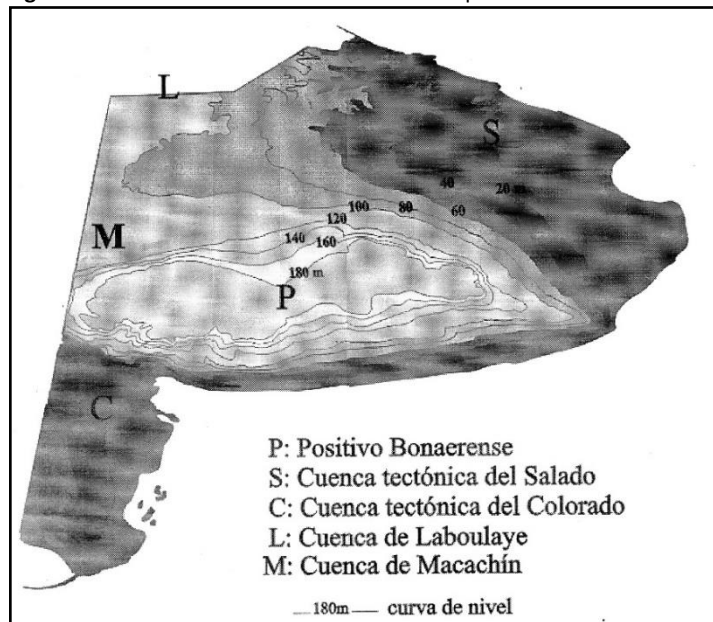 L
S
40 20 m
100 80 60
120
M
140 160
180 m
P
C
P: Positivo Bonaerense
S: Cuenca tectónica del Salado
C: Cuenca tectónica del Colorado
L: Cuenca de Laboulaye
M: Cuenca de Macachín
180m curva de nivel